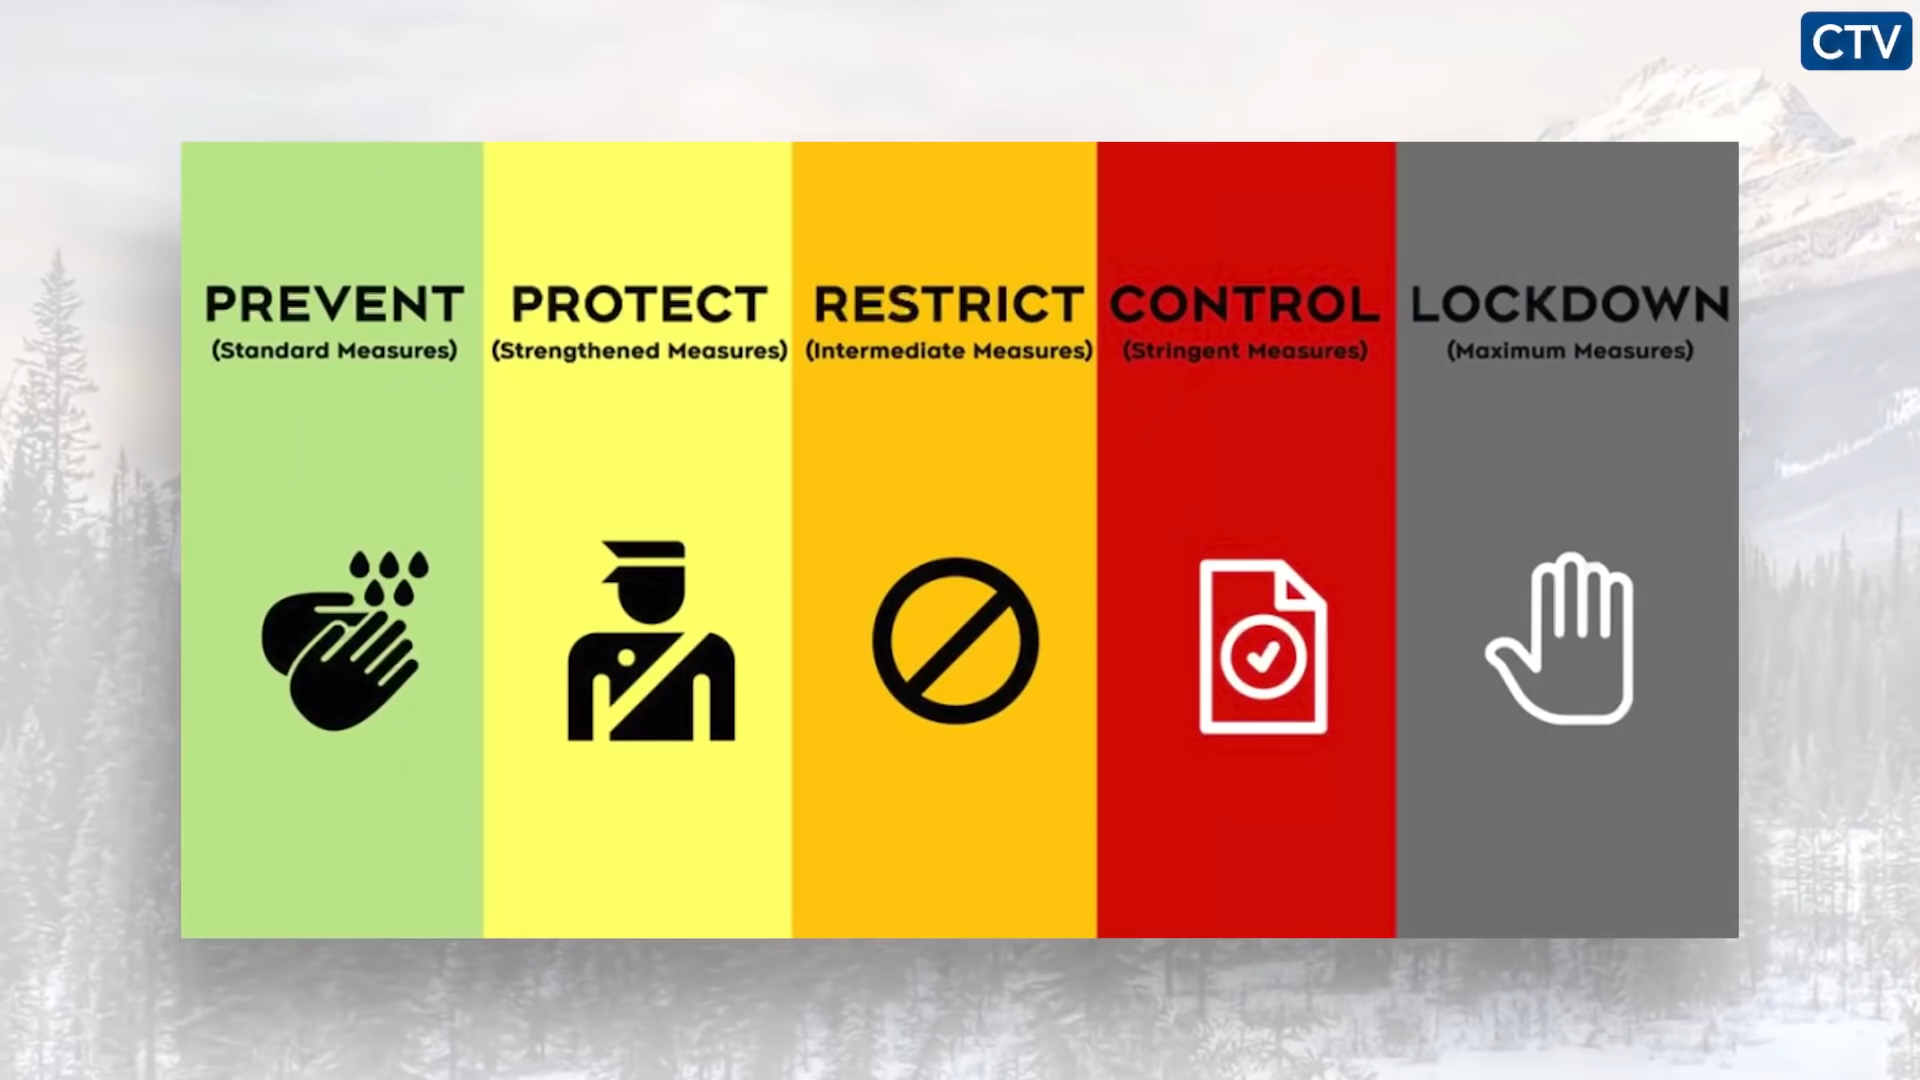 CTV
PREVENT
(Standard Measures)
PROTECT
(Strengthened Measures)
RESTRICT
(Intermediate Measures)
CONTROL
(Stringent Measures)
LOCKDOWN
(Maximum Measures)